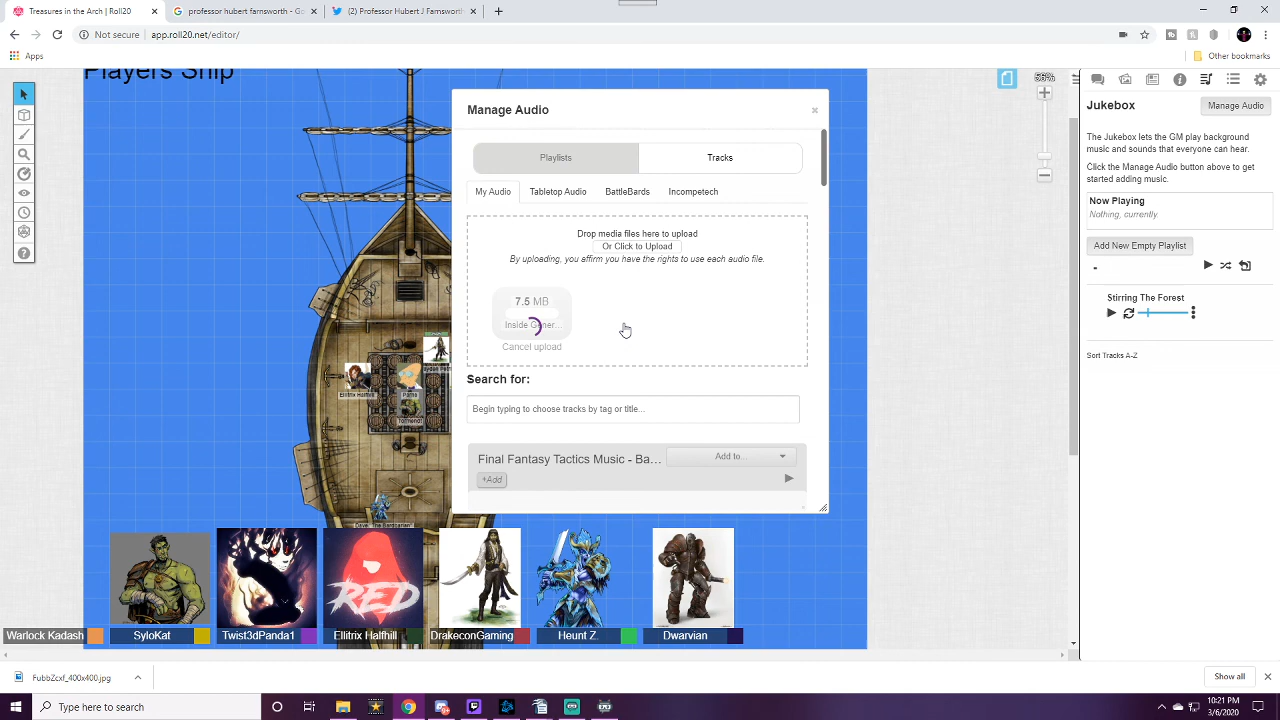 Treasures in the Arch | Roll20
professor hubert farnsworth - Go
(2) Professor Hubert J Farnswort
Not secure | app.roll20.net/editor/
Apps
Other bookmarks
Players Ship
56%
Manage Audio
Playlists
Tracks
My Audio
Tabletop Audio
BattleBards
Incompetech
Drop media files here to upload
Or Click to Upload
By uploading, you affirm you have the rights to use each audio file.
7.5 MB
Inside Gener...
Cancel upload
Search for:
Begin typing to choose tracks by tag or title...
Final Fantasy Tactics Music - Ba...
Add to...
+Add
Jukebox
Manage Audio
The Jukebox lets the GM play background
music and sounds that everyone can hear.
Click the Manage Audio button above to get
started adding music.
Now Playing
Nothing, currently.
Add New Empty Playlist
-
Stirring The Forest
Sort Tracks A-Z
Ellitrix Halfhill
RED
Warlock Kadash
SyloKat
Twist3dPanda1
Ellitrix Halfhill
DrakeconGaming
Heunt Z.
Dwarvian
FubbZcxf_400x400.jpg
Show all
Type here to search
10:21 PM
3/6/2020